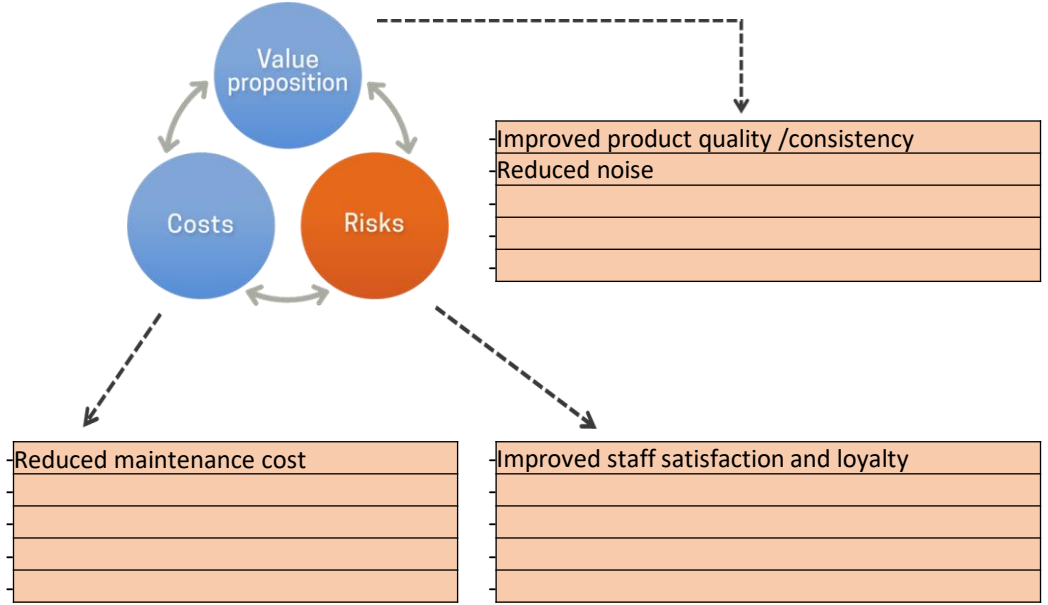 Value
proposition
Costs
Risks
-Improved product quality /consistency
-Reduced noise
-
-
-
-Reduced maintenance cost
-
-
-
-
-Improved staff satisfaction and loyalty
-
-
-
-